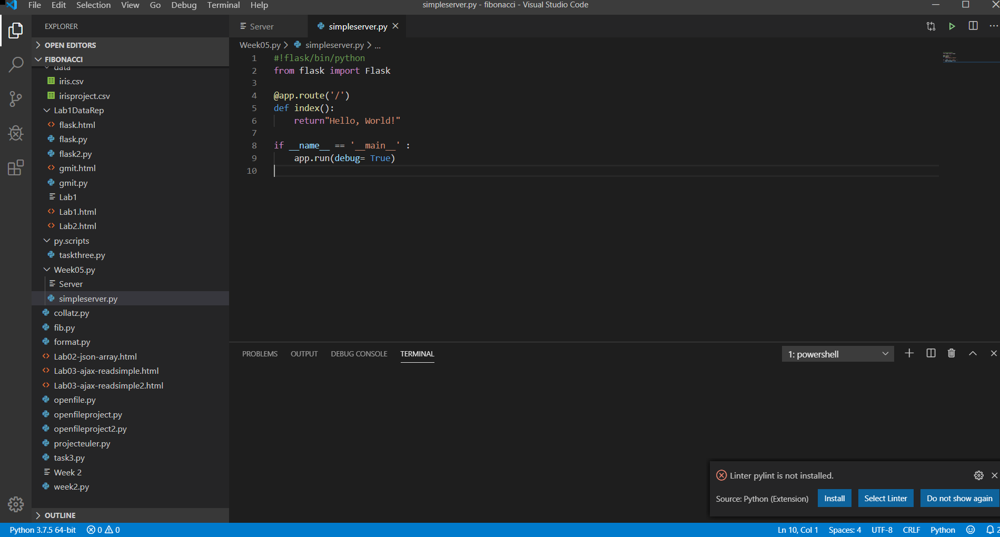 File Edit Selection View Go Debug Terminal Help simpleserver.py - fibonacci - Visual Studio Code
EXPLORER
OPEN EDITORS
FIBONACCI
data
iris.csv
irisproject.csv
Lab1DataRep
flask.html
flask.py
flask2.py
gmit.html
gmit.py
Lab1
Lab1.html
Lab2.html
py.scripts
taskthree.py
Week05.py
Server
simpleserver.py
collatz.py
fib.py
format.py
Lab02-json-array.html
Lab03-ajax-readsimple.html
Lab03-ajax-readsimple2.html
openfile.py
openfileproject.py
openfileproject2.py
projecteuler.py
task3.py
Week 2
week2.py
OUTLINE
Server simpleserver.py
Week05.py > simpleserver.py > ...
1 #!flask/bin/python
2 from flask import Flask
3
4 @app.route('/')
5 def index():
6 return"Hello, World!"
7
8 if __name__ == '__main__' :
9 app.run(debug= True)
10
PROBLEMS OUTPUT DEBUG CONSOLE TERMINAL 1: powershell
Linter pylint is not installed.
Source: Python (Extension) Install Select Linter Do not show again
Python 3.7.5 64-bit 0 0 Ln 10, Col 1 Spaces: 4 UTF-8 CRLF Python 2